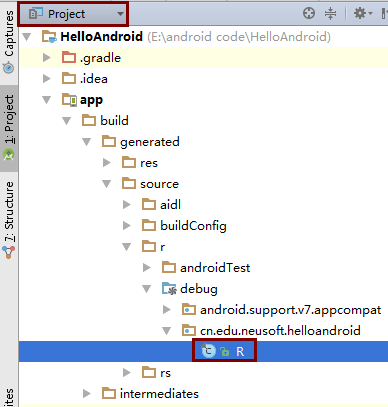 Project
HelloAndroid (E:\android code\HelloAndroid)
.gradle
.idea
app
build
generated
res
source
aidl
buildConfig
r
androidTest
debug
android.support.v7.appcompat
cn.edu.neusoft.helloandroid
R
rs
intermediates
Captures
1: Project
7: Structure